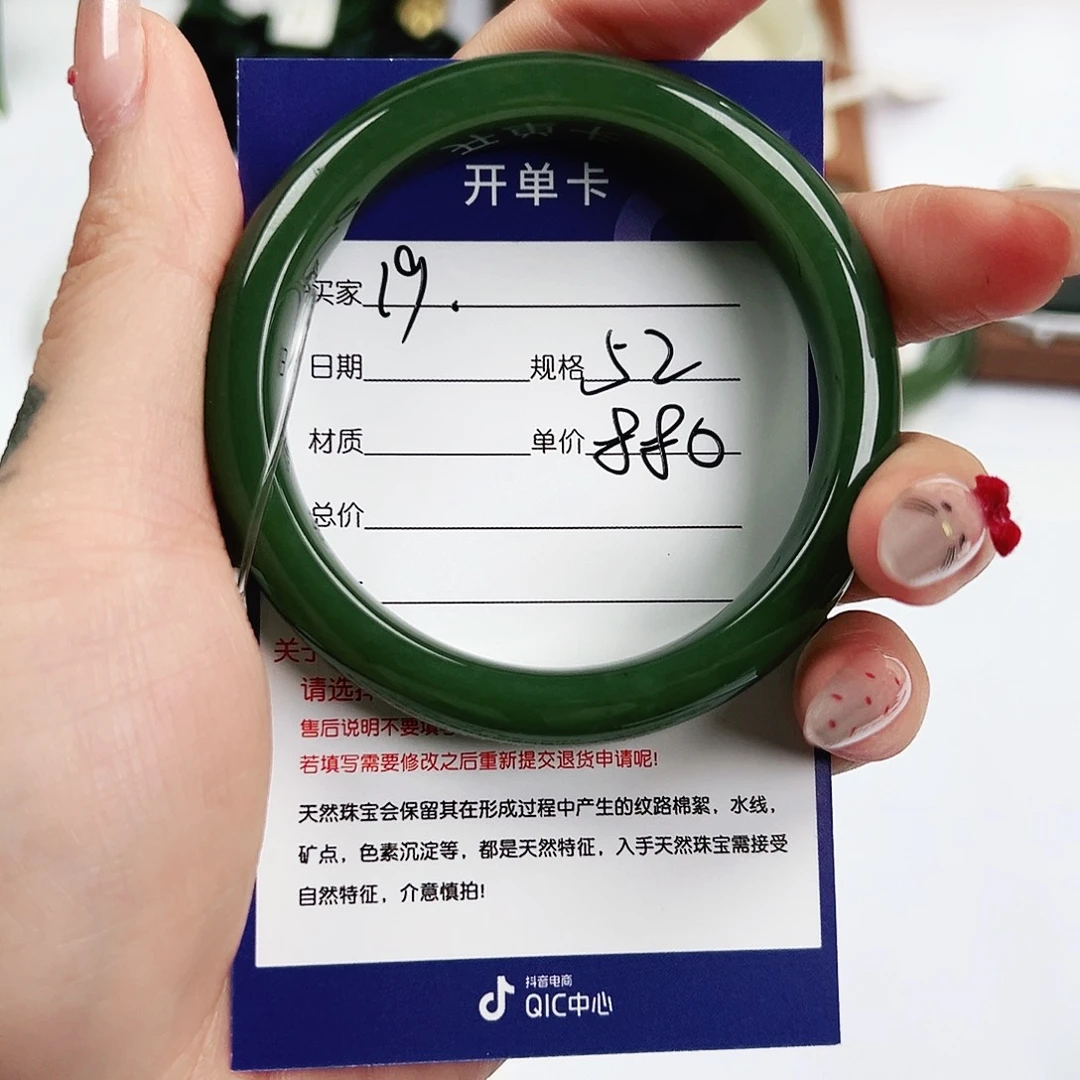 开单卡
买家 19.
日期 规格 52
材质 单价 880
总价
关于
请选择
售后说明不要填写
若填写需要修改之后重新提交退货申请呢!
天然珠宝会保留其在形成过程中产生的纹路棉絮，水线，
矿点，色素沉淀等，都是天然特征，入手天然珠宝需接受
自然特征，介意慎拍!
抖音电商
QIC中心